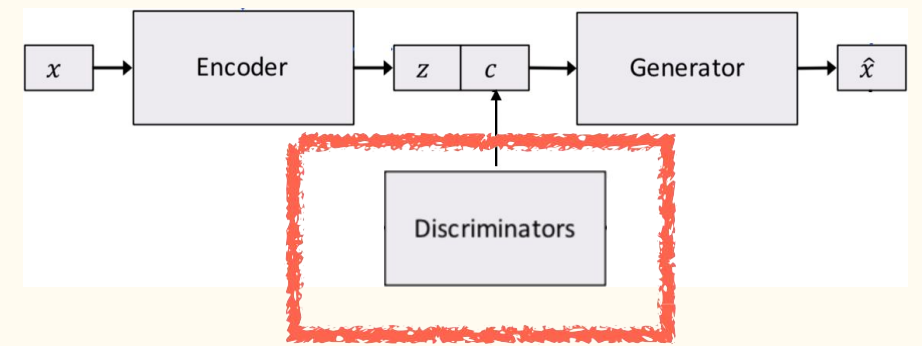 x
Encoder
z
c
Generator
x̂
Discriminators